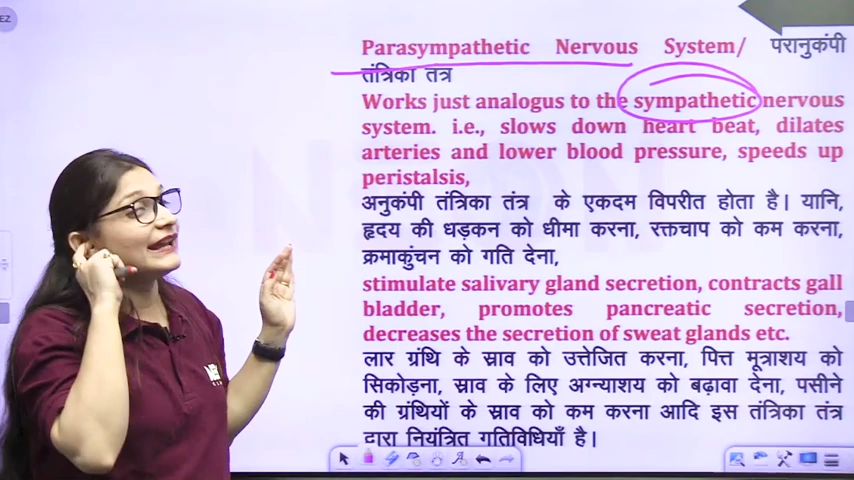 EZ
Parasympathetic Nervous System/ परानुकंपी
तंत्रिका तंत्र
Works just analogus to the sympathetic nervous
system. i.e., slows down heart beat, dilates
arteries and lower blood pressure, speeds up
peristalsis,
अनुकंपी तंत्रिका तंत्र के एकदम विपरीत होता है। यानि,
हृदय की धड़कन को धीमा करना, रक्तचाप को कम करना,
क्रमाकुंचन को गति देना,
stimulate salivary gland secretion, contracts gall
bladder, promotes pancreatic secretion,
decreases the secretion of sweat glands etc.
लार ग्रंथि के स्राव को उत्तेजित करना, पित्त मूत्राशय को
सिकोड़ना, स्राव के लिए अग्न्याशय को बढ़ावा देना, पसीने
की ग्रंथियों के स्राव को कम करना आदि इस तंत्रिका तंत्र
द्वारा नियंत्रित गतिविधियाँ है।